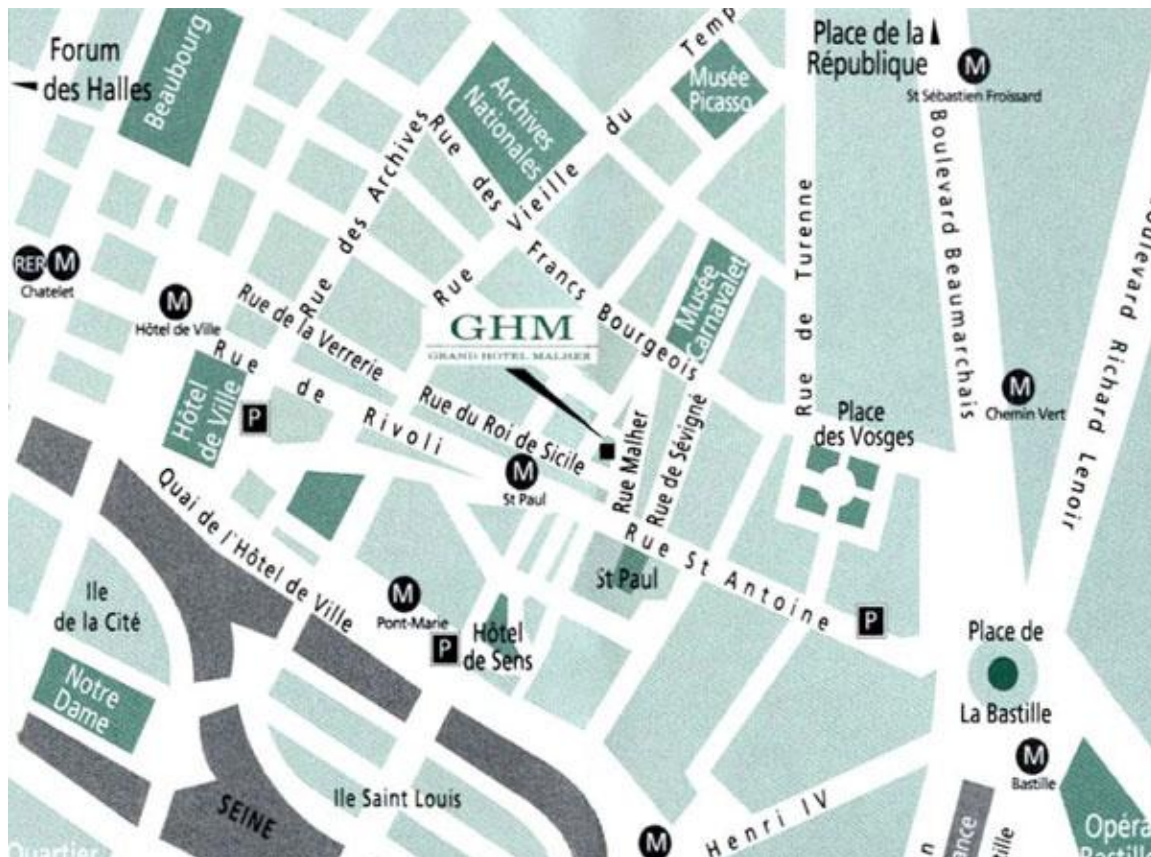 Forum
des Halles
Beaubourg
Archives
Nationales
Rue des Archives
Rue des Francs Bourgeois
Rue Vieille du Temp
Musée
Picasso
Place de la
République
M
St Sébastien Froissard
Boulevard Beaumarchais
oulevard Richard Lenoir
Rue de Turenne
RER M
Chatelet
M
Hôtel de Ville
Rue de la Verrerie
GHM
GRAND HOTEL MALHER
Musée
Carnavalet
Rue de Rivoli
Rue du Roi de Sicile
Hôtel
de Ville
P
M
St Paul
Rue Malher
Rue de Sévigné
Place
des Vosges
M
Chemin Vert
Quai de l'Hôtel de Ville
Rue St Antoine
St Paul
Ile
de la Cité
M
Pont-Marie
P
Hôtel
de Sens
P
Place de
La Bastille
Notre
Dame
M
Bastille
SEINE
Ile Saint Louis
M
Henri IV
Opéra
Bastille
Quartier
ance
ille
n